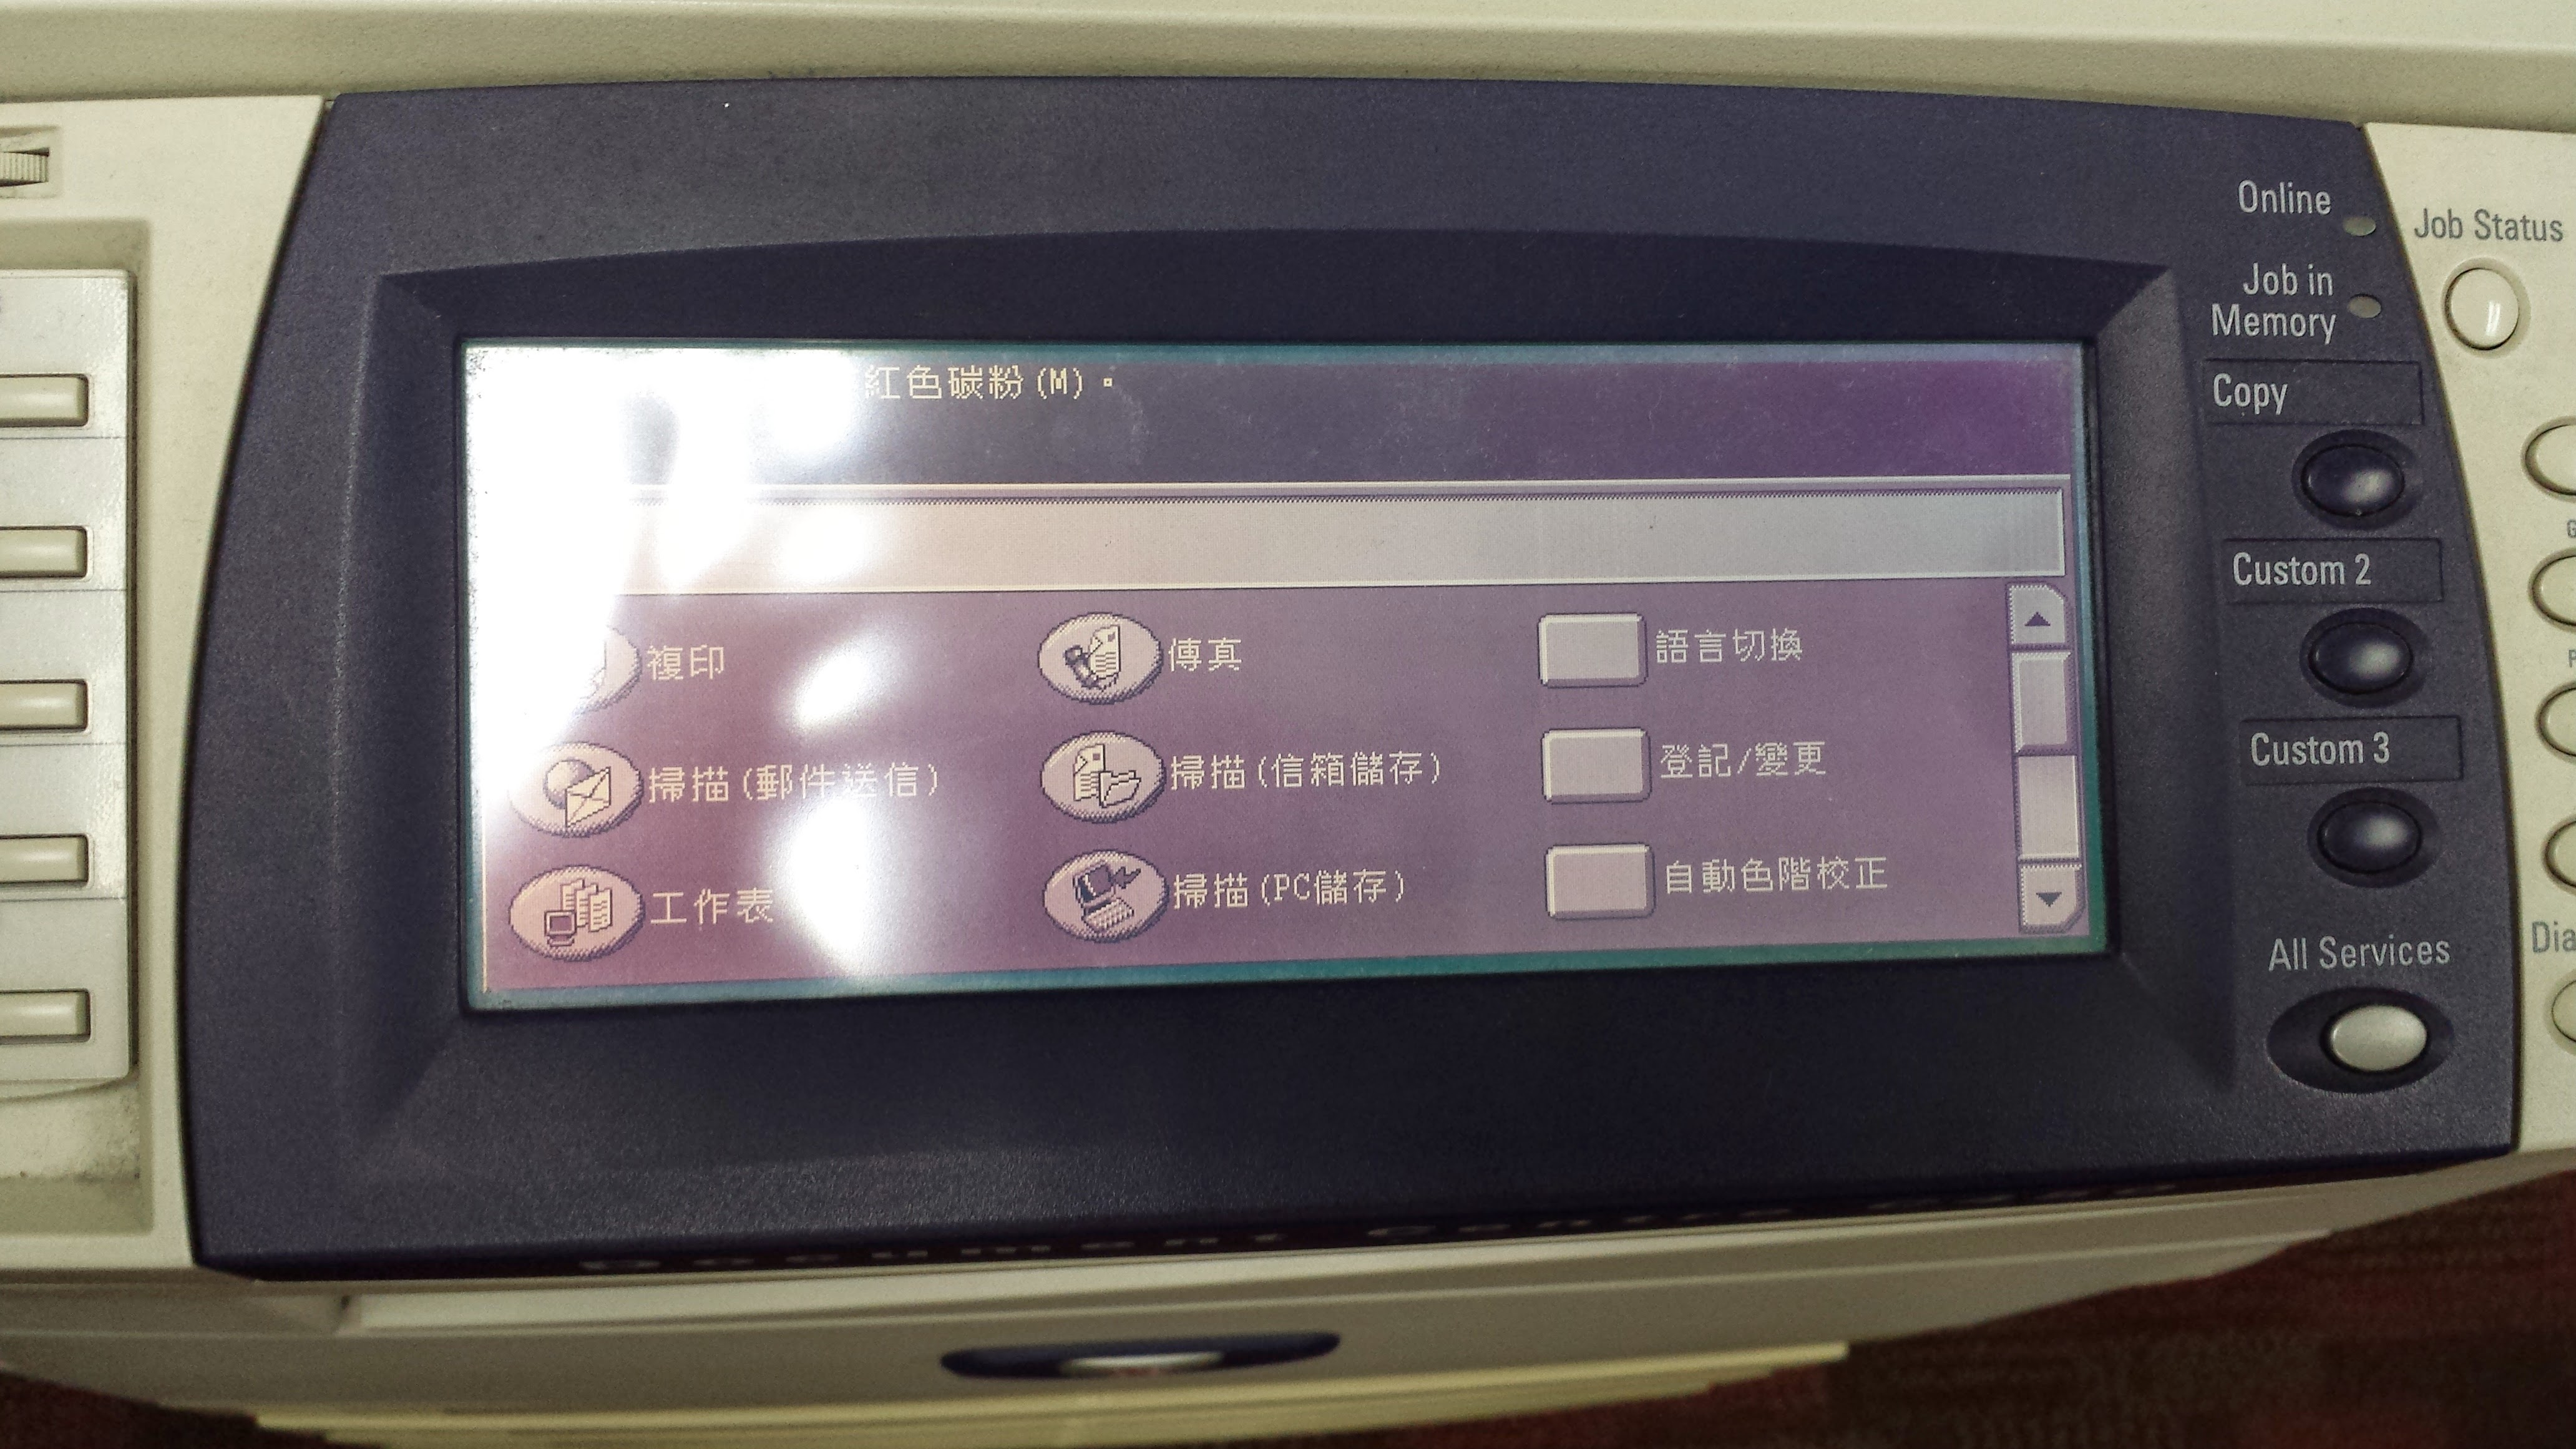 紅色碳粉(M)。
複印
傳真
語言切換
掃描(郵件送信)
掃描(信箱儲存)
登記/變更
工作表
掃描(PC儲存)
自動色階校正
Online
Job in
Memory
Copy
Custom 2
Custom 3
All Services
Job Status